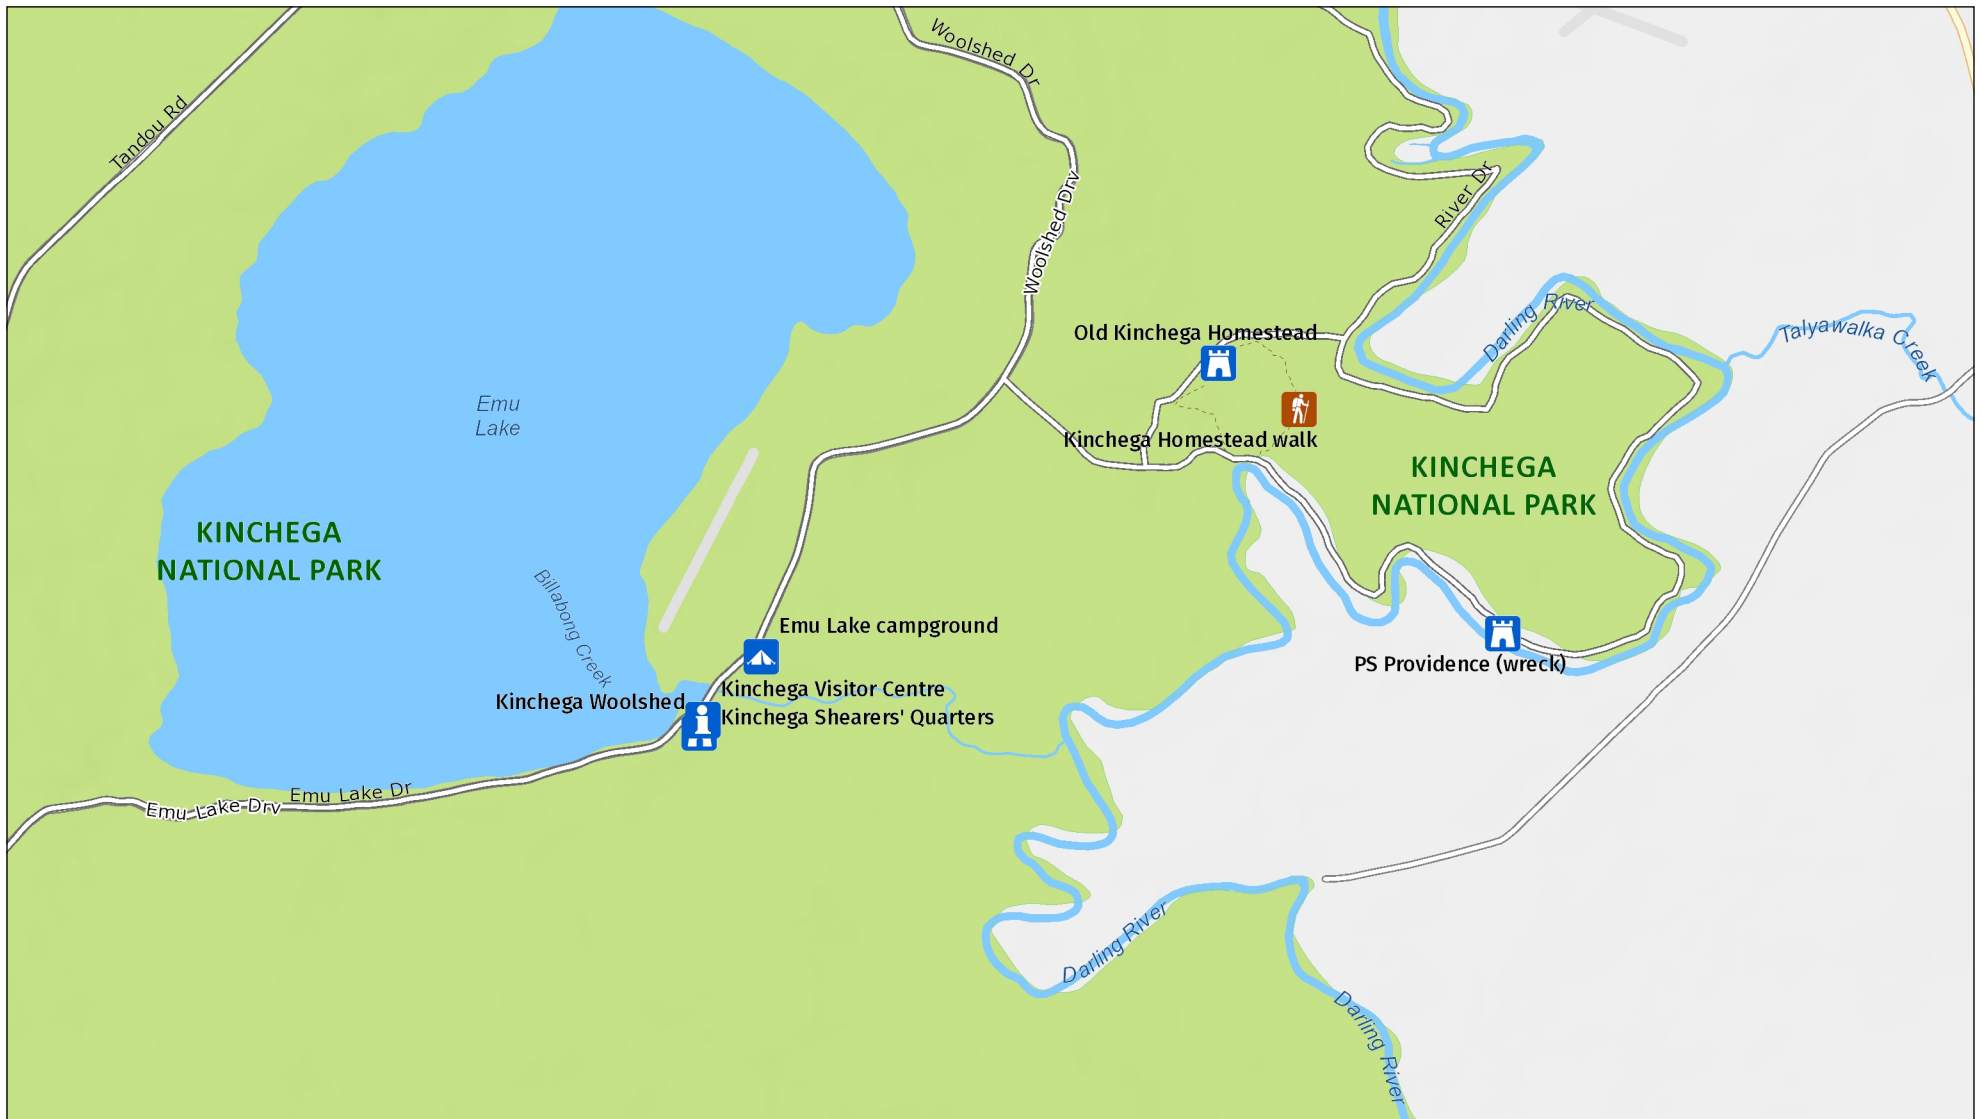 Woolshed Dr
Tandou Rd
Woolshed Drv
River Dr
Darling River
Talyawalka Creek
Old Kinchega Homestead
Emu
Lake
Kinchega Homestead walk
KINCHEGA
NATIONAL PARK
KINCHEGA
NATIONAL PARK
Billabong Creek
Emu Lake campground
PS Providence (wreck)
Kinchega Visitor Centre
Kinchega Woolshed
Kinchega Shearers' Quarters
Emu Lake Dr
Emu Lake Drv
Darling River
Darling River